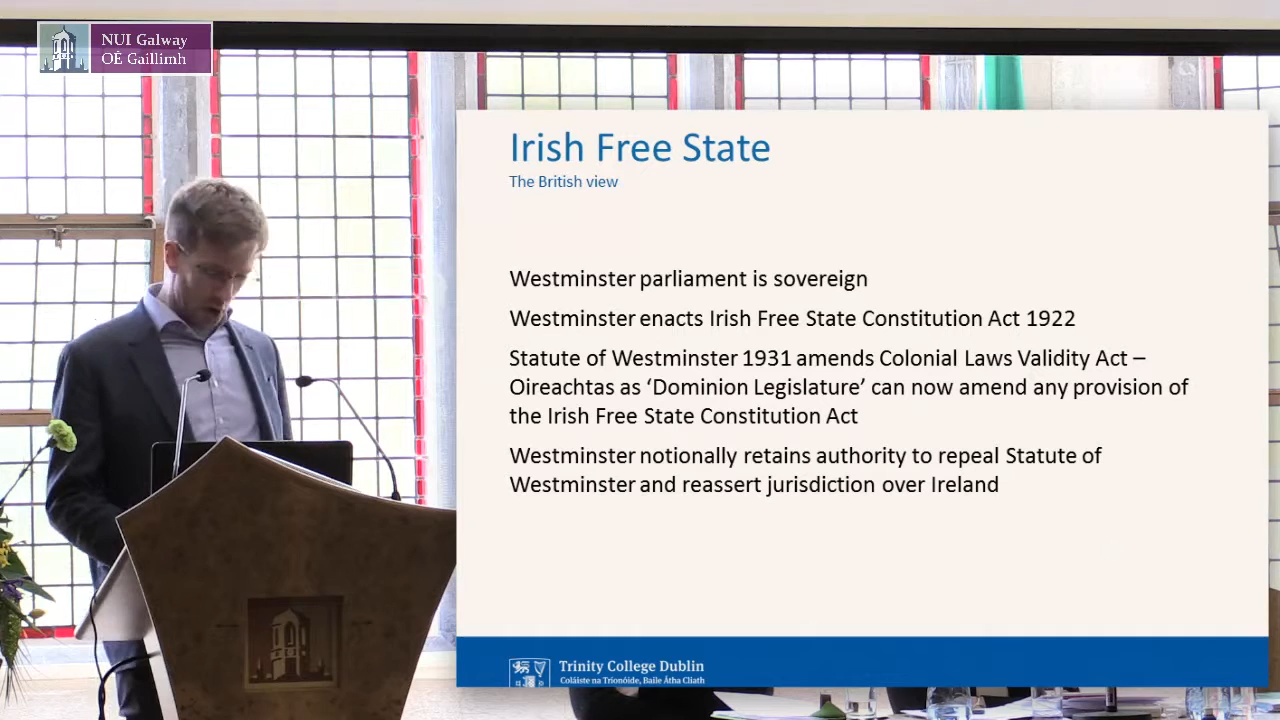 NUI Galway
OÉ Gaillimh
Irish Free State
The British view
Westminster parliament is sovereign
Westminster enacts Irish Free State Constitution Act 1922
Statute of Westminster 1931 amends Colonial Laws Validity Act –
Oireachtas as ‘Dominion Legislature’ can now amend any provision of
the Irish Free State Constitution Act
Westminster notionally retains authority to repeal Statute of
Westminster and reassert jurisdiction over Ireland
Trinity College Dublin
Coláiste na Tríonóide, Baile Átha Cliath